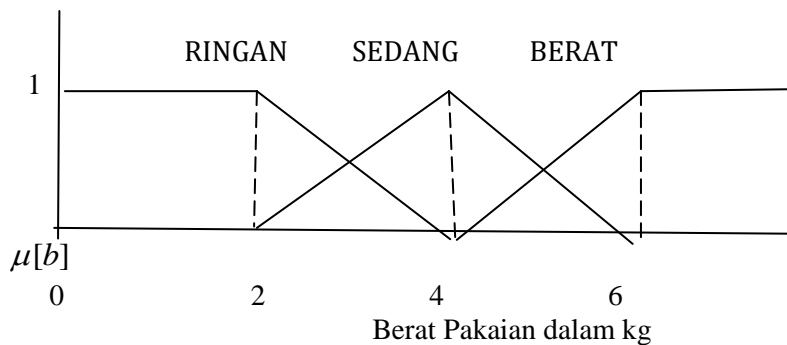 RINGAN SEDANG BERAT
1
μ[b]
0 2 4 6
Berat Pakaian dalam kg